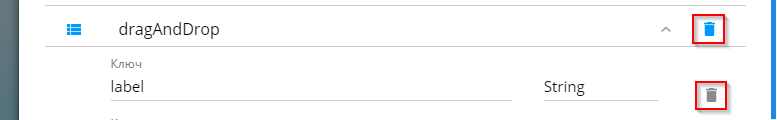 dragAndDrop
Ключ
label String